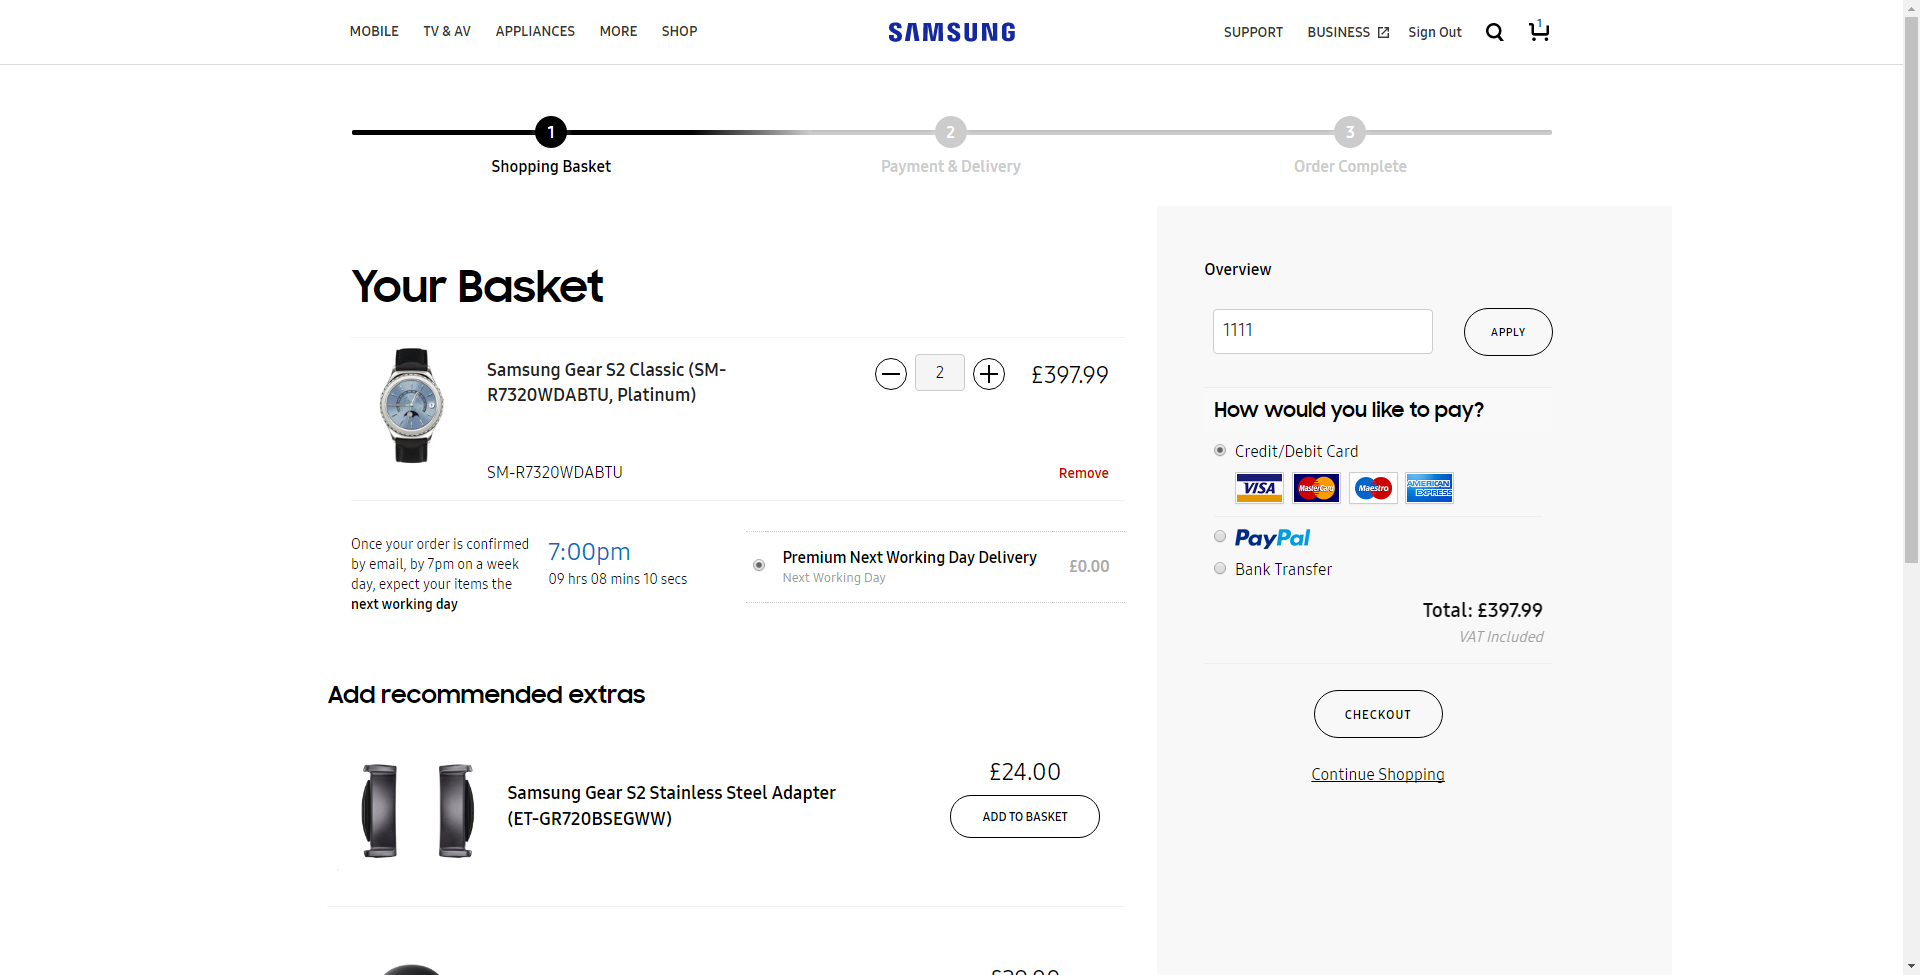 MOBILE TV & AV APPLIANCES MORE SHOP SAMSUNG SUPPORT BUSINESS Sign Out 1
1 2 3
Shopping Basket Payment & Delivery Order Complete
Your Basket
Samsung Gear S2 Classic (SM-
R7320WDABTU, Platinum)
2 £397.99
SM-R7320WDABTU
Remove
Once your order is confirmed
by email, by 7pm on a week
day, expect your items the
next working day
7:00pm
09 hrs 08 mins 10 secs
Premium Next Working Day Delivery
Next Working Day
£0.00
Add recommended extras
Samsung Gear S2 Stainless Steel Adapter
(ET-GR720BSEGWW)
£24.00
ADD TO BASKET
Overview
1111
APPLY
How would you like to pay?
Credit/Debit Card
VISA MasterCard Maestro AMERICAN EXPRESS
PayPal
Bank Transfer
Total: £397.99
VAT Included
CHECKOUT
Continue Shopping